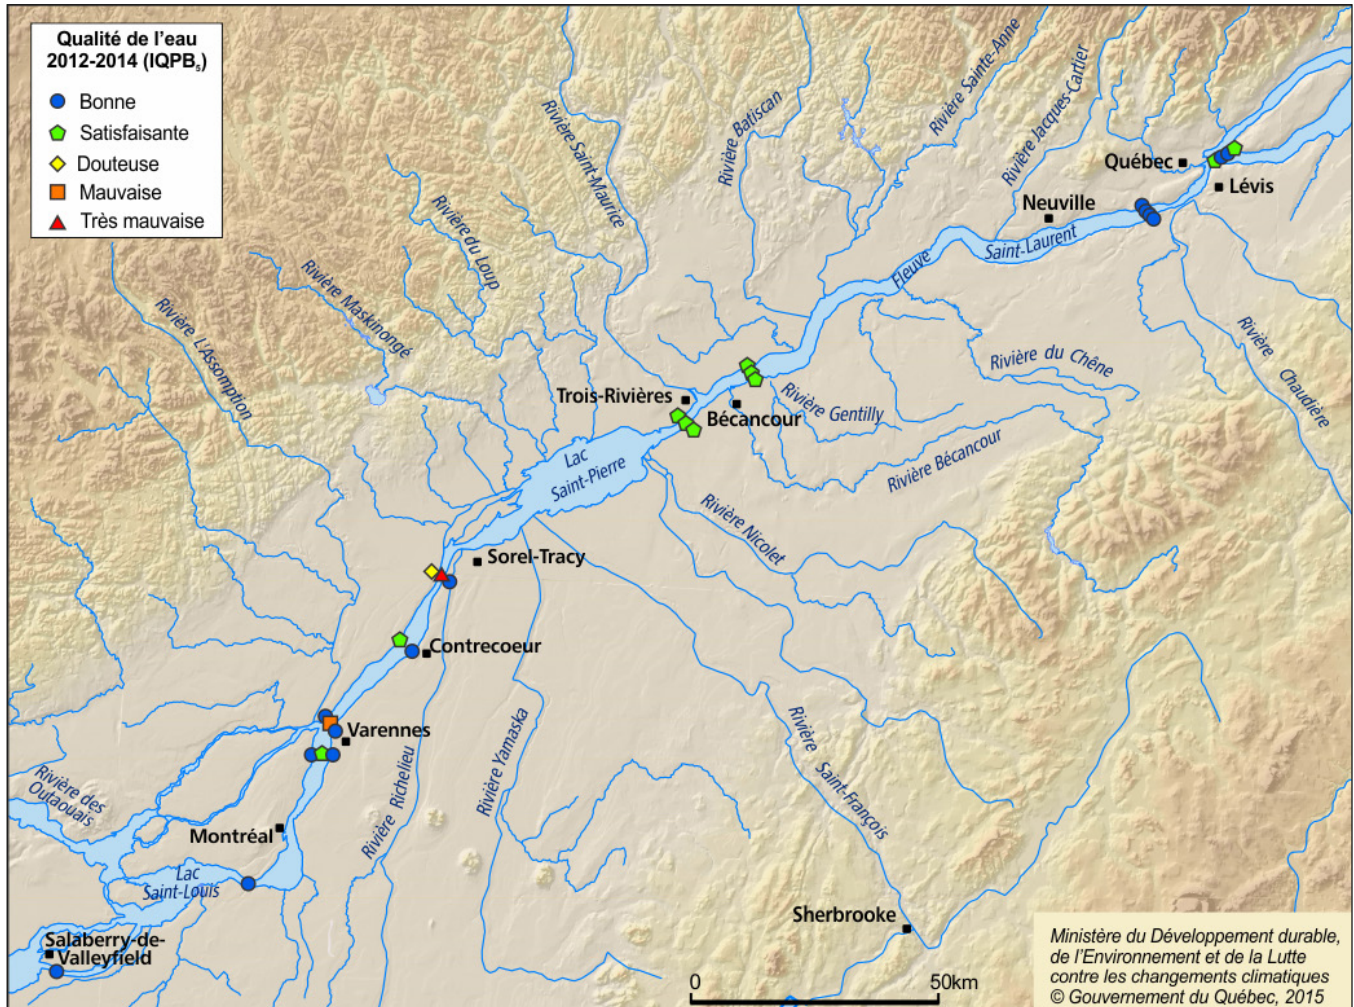 Qualité de l'eau
2012-2014 (IQPB₅)
Bonne
Satisfaisante
Douteuse
Mauvaise
Très mauvaise
Rivière Saint-Maurice
Rivière Batiscan
Rivière Sainte-Anne
Rivière Jacques-Cartier
Québec
Lévis
Neuville
Saint-Laurent
Fleuve
Rivière du Loup
Rivière Maskinongé
Rivière L'Assomption
Rivière
Chaudière
Rivière du Chêne
Trois-Rivières
Bécancour
Rivière Gentilly
Rivière Bécancour
Lac
Saint-Pierre
Rivière Nicolet
Sorel-Tracy
Contrecoeur
Varennes
Rivière des
Outaouais
Montréal
Rivière Richelieu
Rivière Yamaska
Rivière
Saint-François
Lac
Saint-Louis
Sherbrooke
Salaberry-de-
Valleyfield
0
50km
Ministère du Développement durable,
de l'Environnement et de la Lutte
contre les changements climatiques
© Gouvernement du Québec, 2015